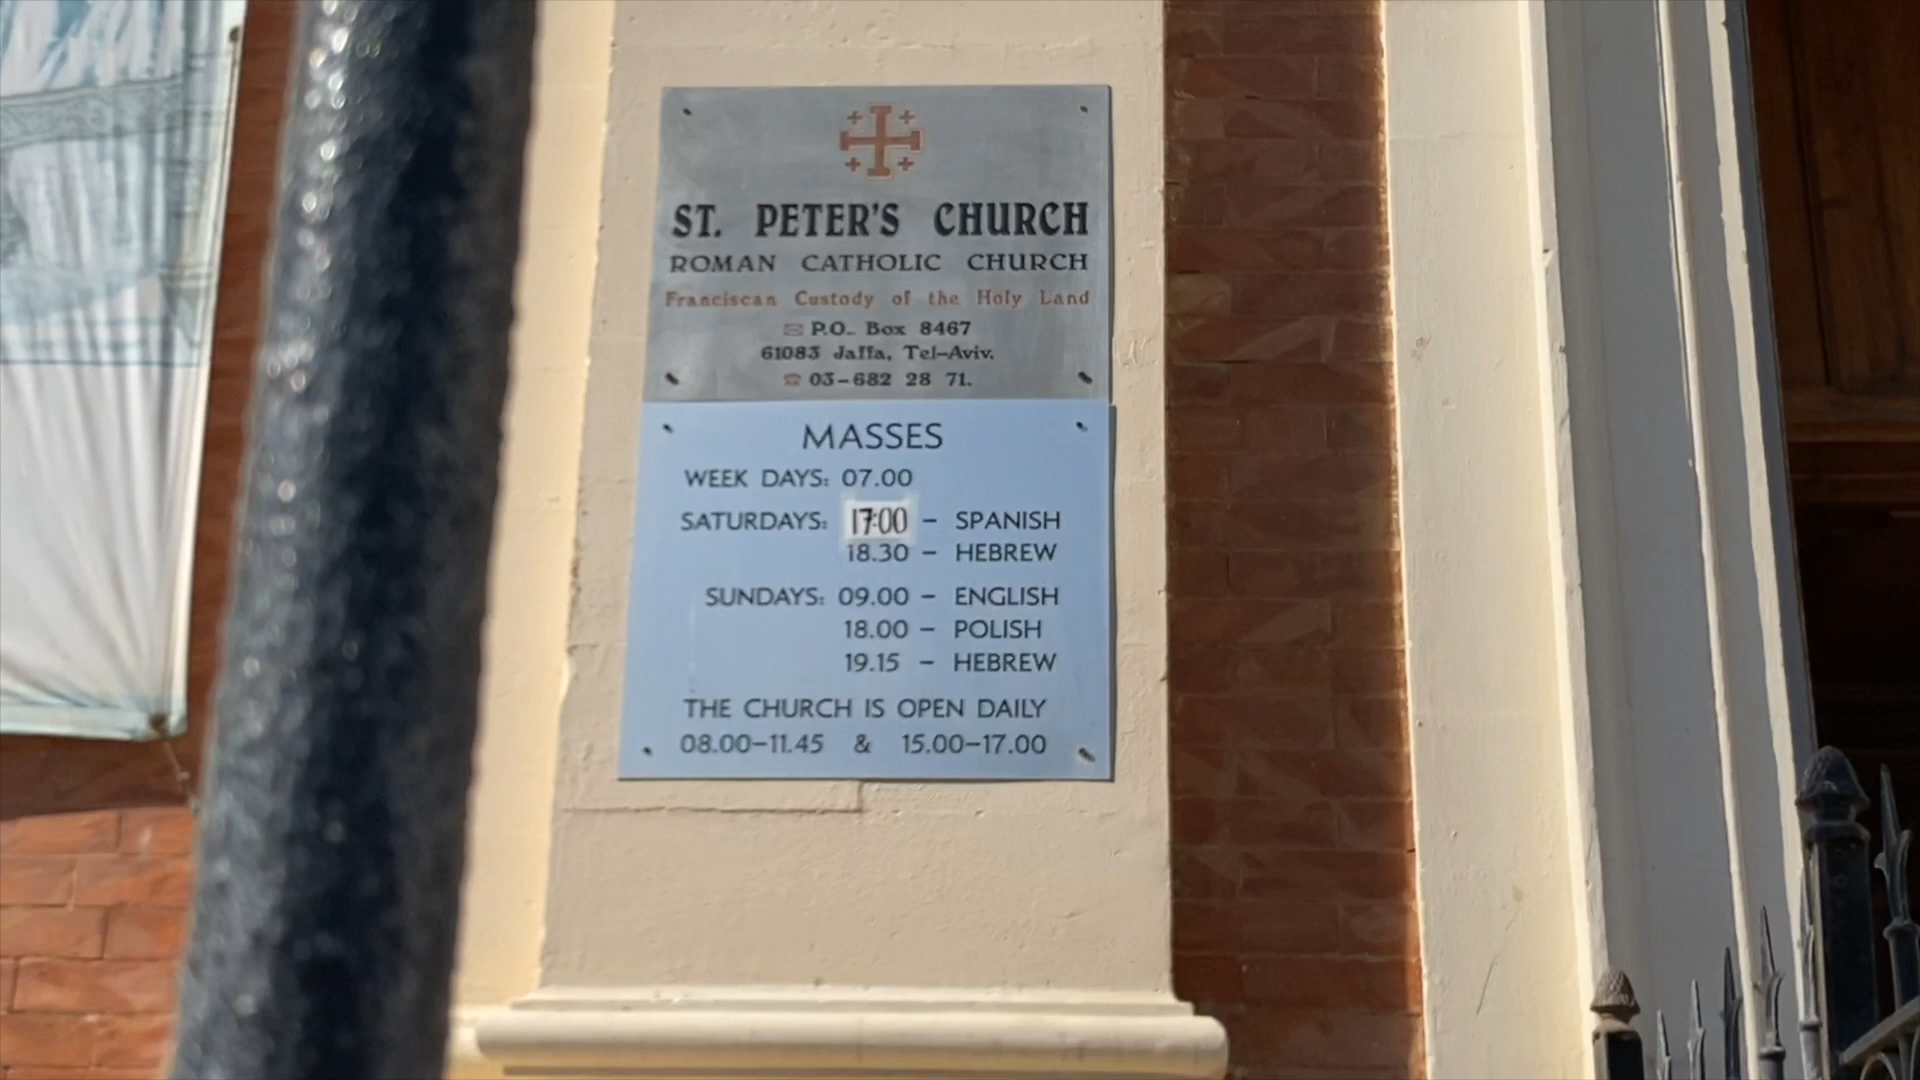 ST. PETER'S CHURCH
ROMAN CATHOLIC CHURCH
Franciscan Custody of the Holy Land
P.O. Box 8467
61083 Jaffa, Tel-Aviv.
03-682 28 71.
MASSES
WEEK DAYS: 07.00
SATURDAYS: 17:00 - SPANISH
18.30 - HEBREW
SUNDAYS: 09.00 - ENGLISH
18.00 - POLISH
19.15 - HEBREW
THE CHURCH IS OPEN DAILY
08.00-11.45 & 15.00-17.00